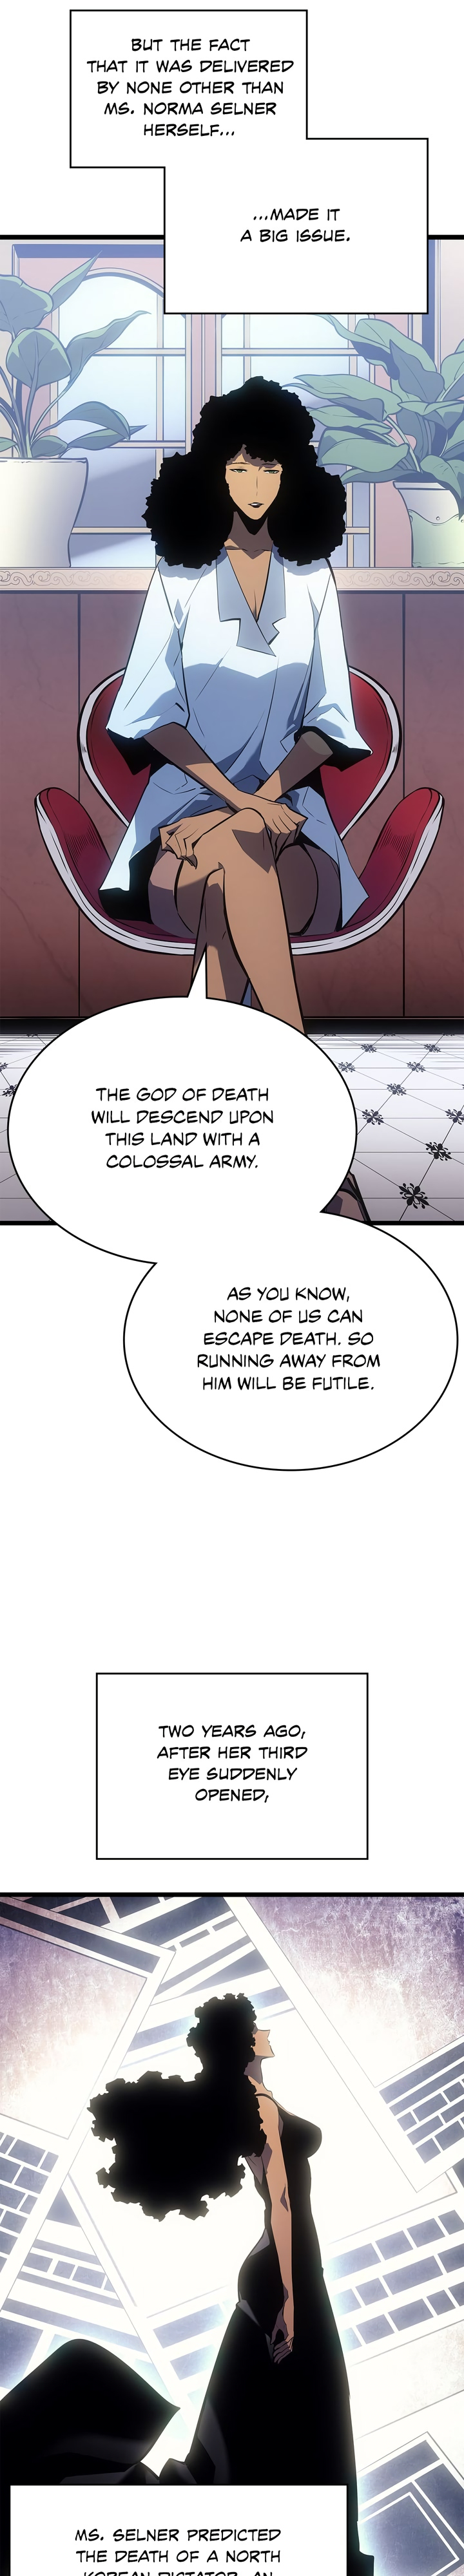 BUT THE FACT
THAT IT WAS DELIVERED
BY NONE OTHER THAN
MS. NORMA SELNER
HERSELF...
...MADE IT
A BIG ISSUE.
THE GOD OF DEATH
WILL DESCEND UPON
THIS LAND WITH A
COLOSSAL ARMY.
AS YOU KNOW,
NONE OF US CAN
ESCAPE DEATH. SO
RUNNING AWAY FROM
HIM WILL BE FUTILE.
TWO YEARS AGO,
AFTER HER THIRD
EYE SUDDENLY
OPENED,
MS. SELNER PREDICTED
THE DEATH OF A NORTH
KOREAN DICTATOR, AN